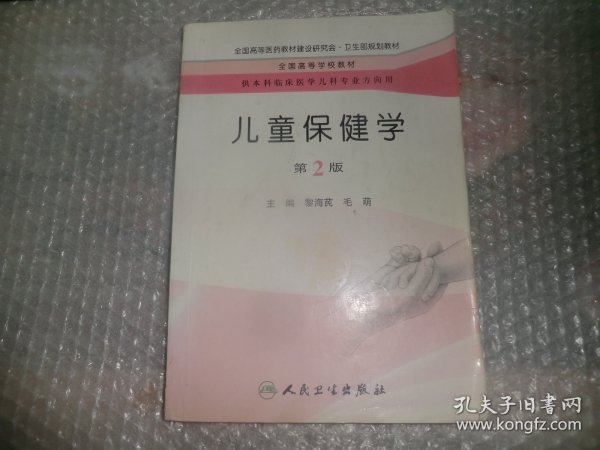 全国高等医药教材建设研究会·卫生部规划教材
全国高等学校教材
供本科临床医学儿科专业方向用
儿童保健学
第2版
主 编 黎海芪 毛 萌
人民卫生出版社
孔夫子旧书网
www.kongfz.com